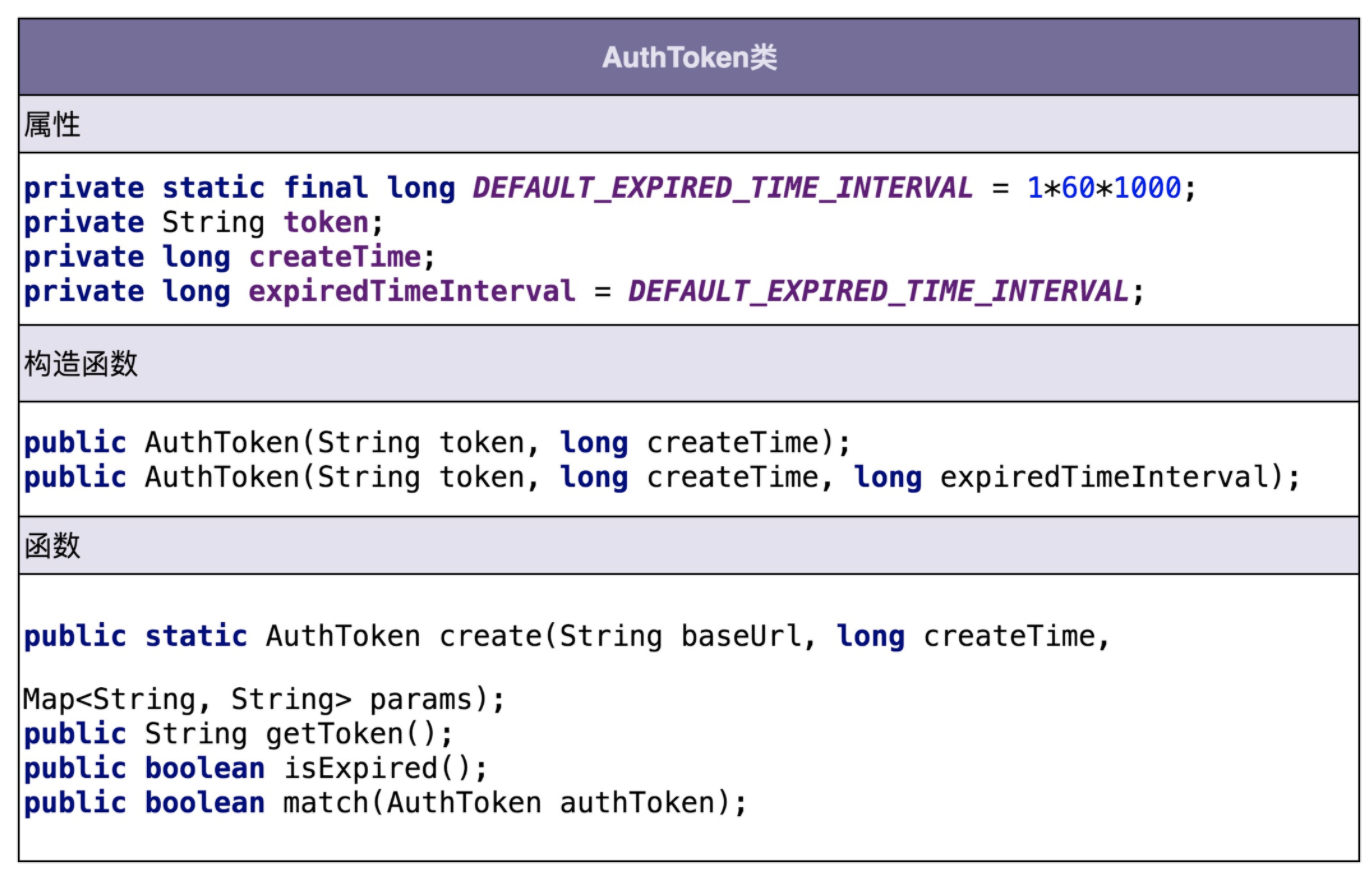 AuthToken类
属性
private static final long DEFAULT_EXPIRED_TIME_INTERVAL = 1*60*1000;
private String token;
private long createTime;
private long expiredTimeInterval = DEFAULT_EXPIRED_TIME_INTERVAL;
构造函数
public AuthToken(String token, long createTime);
public AuthToken(String token, long createTime, long expiredTimeInterval);
函数
public static AuthToken create(String baseUrl, long createTime,
Map<String, String> params);
public String getToken();
public boolean isExpired();
public boolean match(AuthToken authToken);